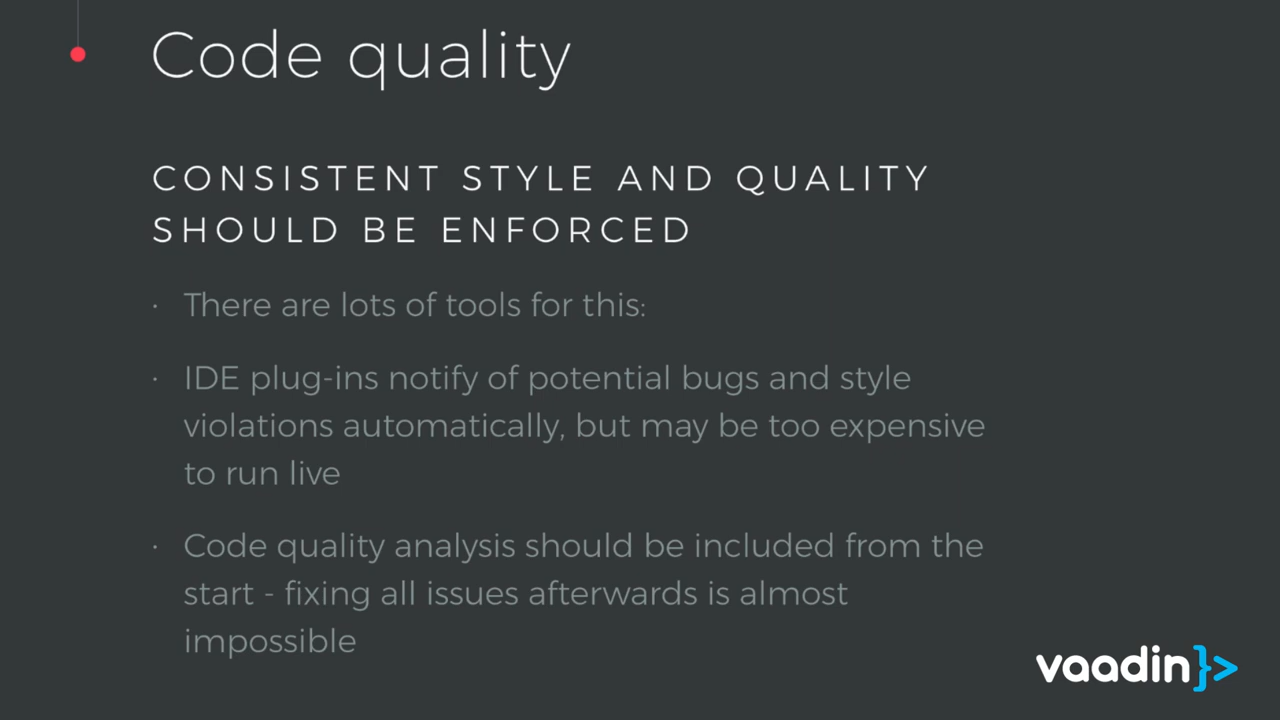 Code quality
CONSISTENT STYLE AND QUALITY
SHOULD BE ENFORCED
· There are lots of tools for this:
· IDE plug-ins notify of potential bugs and style
violations automatically, but may be too expensive
to run live
· Code quality analysis should be included from the
start - fixing all issues afterwards is almost
impossible
vaadin}>